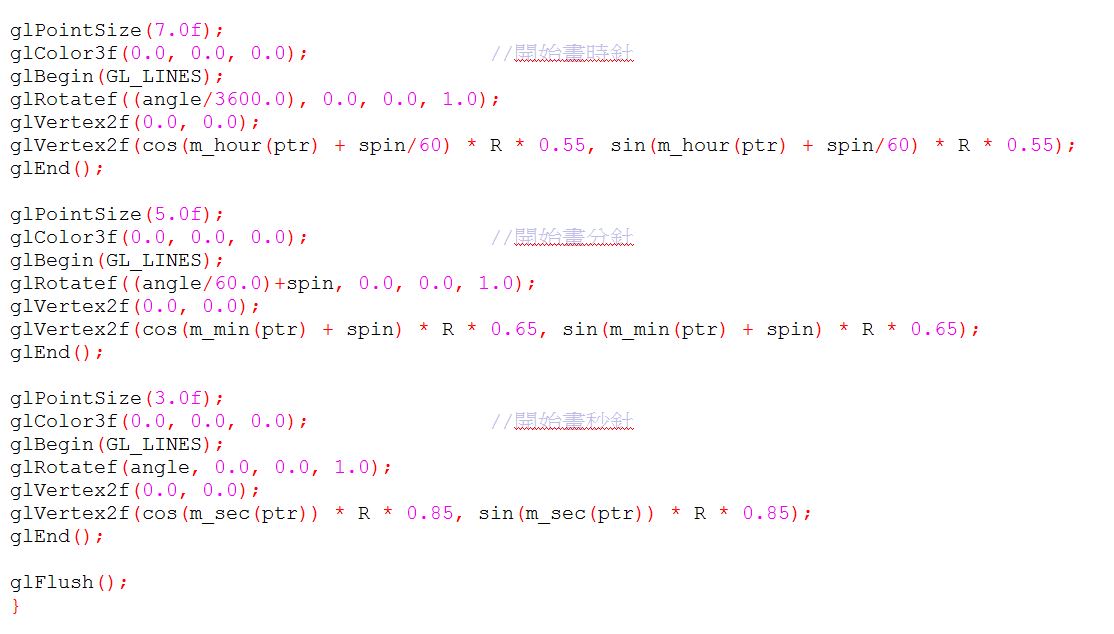 glPointSize(7.0f);
glColor3f(0.0, 0.0, 0.0); //開始畫時針
glBegin(GL_LINES);
glRotatef((angle/3600.0), 0.0, 0.0, 1.0);
glVertex2f(0.0, 0.0);
glVertex2f(cos(m_hour(ptr) + spin/60) * R * 0.55, sin(m_hour(ptr) + spin/60) * R * 0.55);
glEnd();
glPointSize(5.0f);
glColor3f(0.0, 0.0, 0.0); //開始畫分針
glBegin(GL_LINES);
glRotatef((angle/60.0)+spin, 0.0, 0.0, 1.0);
glVertex2f(0.0, 0.0);
glVertex2f(cos(m_min(ptr) + spin) * R * 0.65, sin(m_min(ptr) + spin) * R * 0.65);
glEnd();
glPointSize(3.0f);
glColor3f(0.0, 0.0, 0.0); //開始畫秒針
glBegin(GL_LINES);
glRotatef(angle, 0.0, 0.0, 1.0);
glVertex2f(0.0, 0.0);
glVertex2f(cos(m_sec(ptr)) * R * 0.85, sin(m_sec(ptr)) * R * 0.85);
glEnd();
glFlush();
}